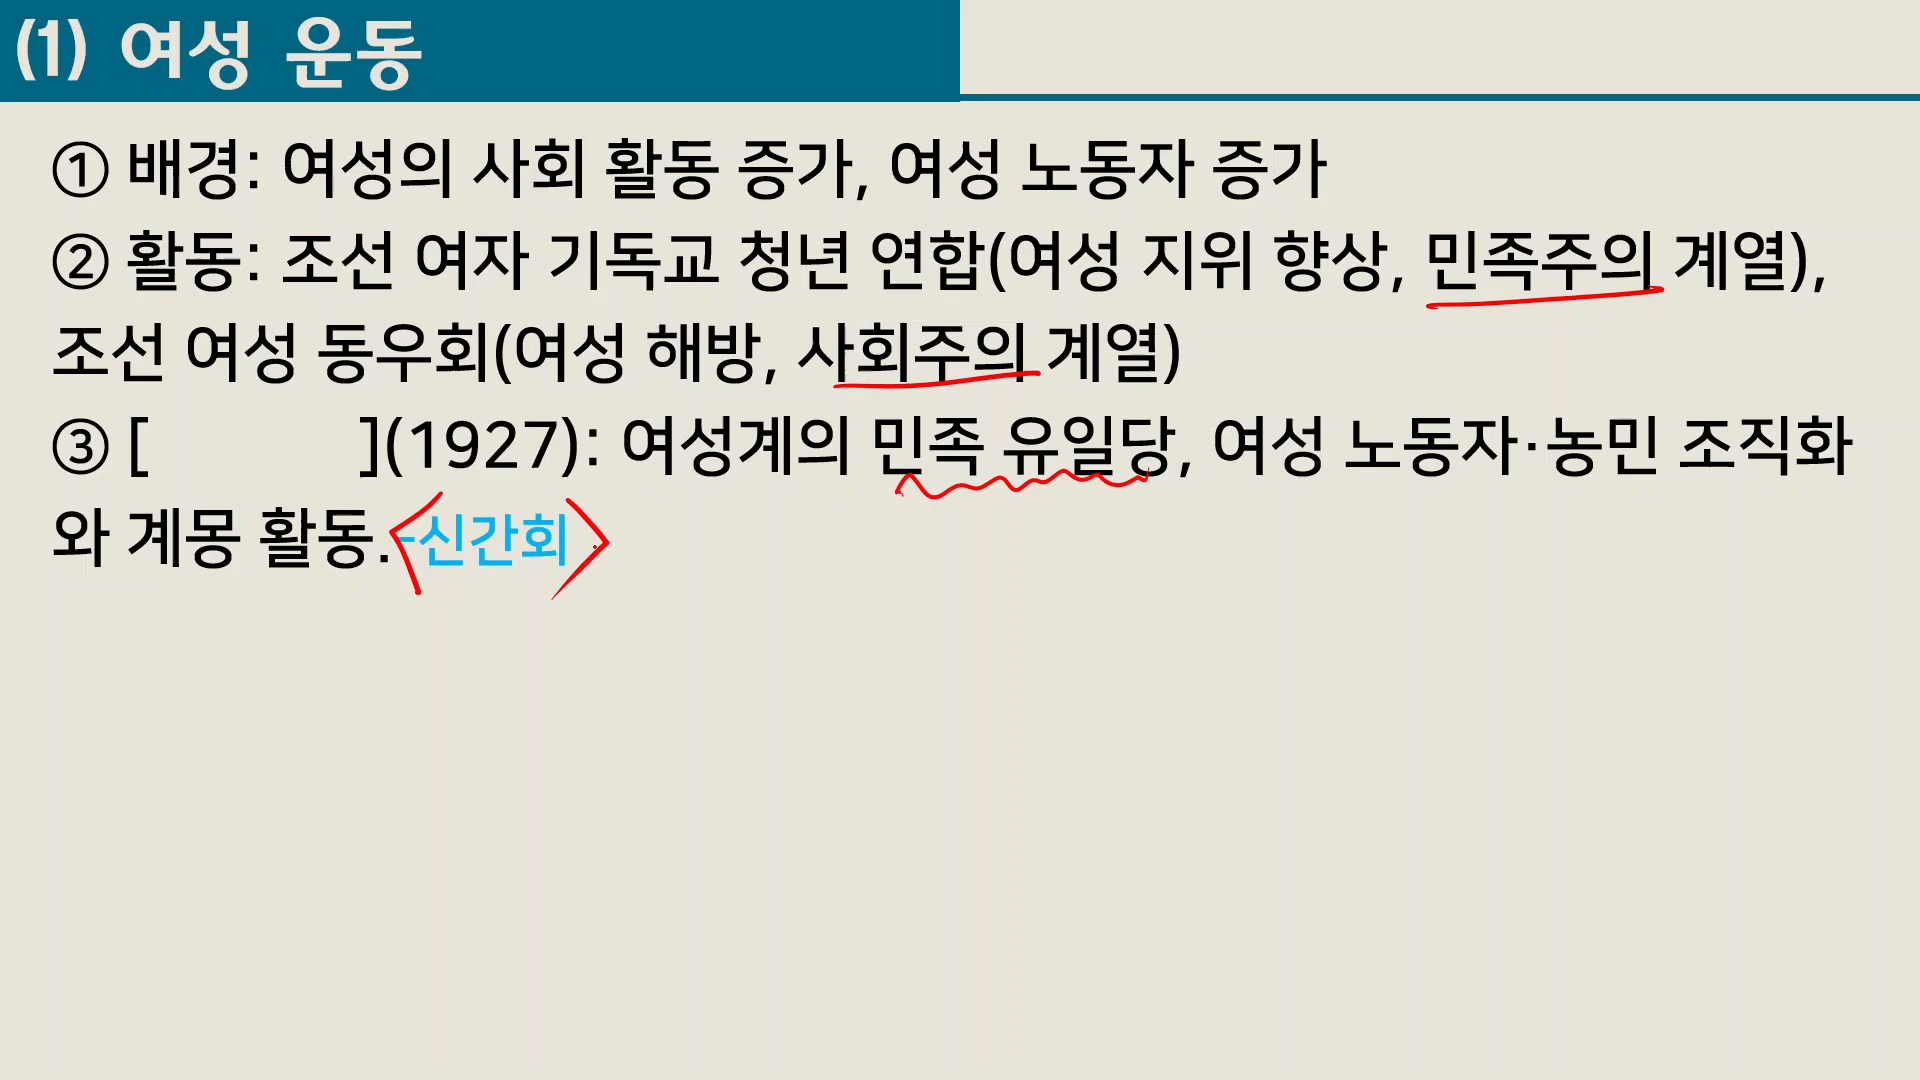 (1) 여성 운동
① 배경: 여성의 사회 활동 증가, 여성 노동자 증가
② 활동: 조선 여자 기독교 청년 연합(여성 지위 향상, 민족주의 계열),
조선 여성 동우회(여성 해방, 사회주의 계열)
③ [ ](1927): 여성계의 민족 유일당, 여성 노동자·농민 조직화
와 계몽 활동.-신간회